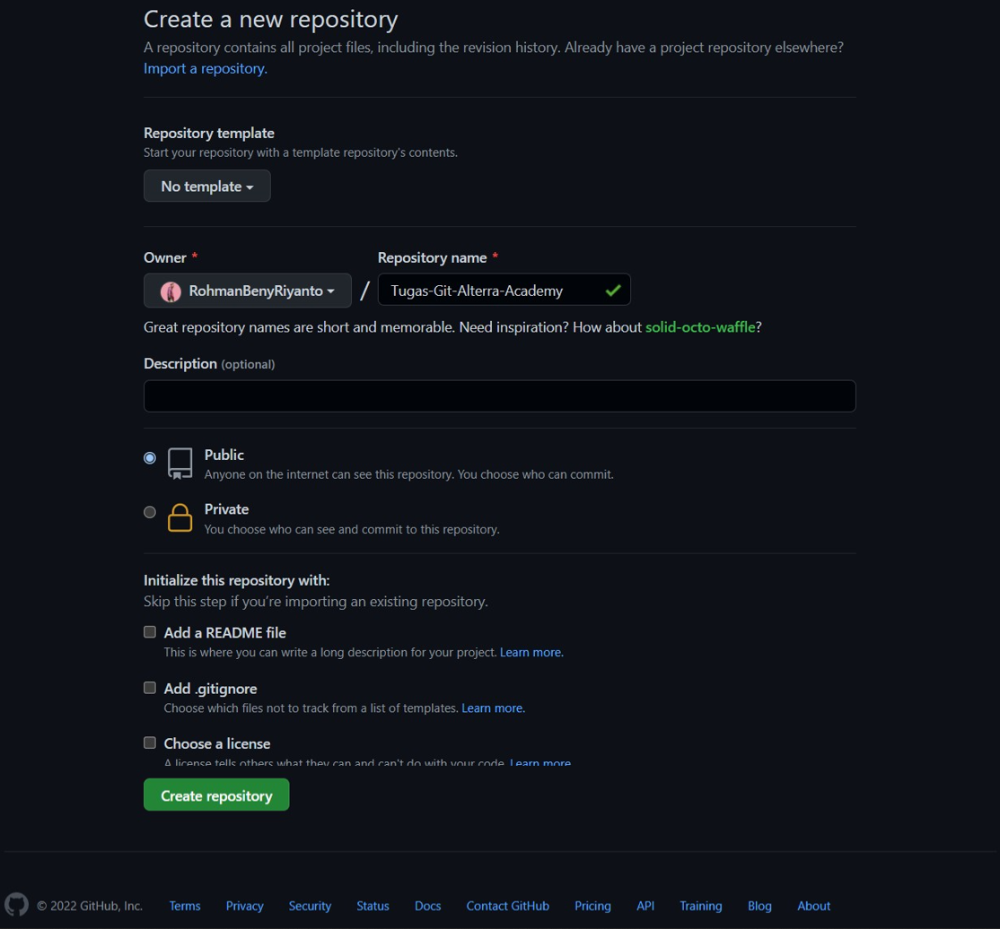 Create a new repository
A repository contains all project files, including the revision history. Already have a project repository elsewhere?
Import a repository.
Repository template
Start your repository with a template repository's contents.
No template
Owner *
Repository name *
RohmanBenyRiyanto / Tugas-Git-Alterra-Academy
Great repository names are short and memorable. Need inspiration? How about solid-octo-waffle?
Description (optional)
Public
Anyone on the internet can see this repository. You choose who can commit.
Private
You choose who can see and commit to this repository.
Initialize this repository with:
Skip this step if you’re importing an existing repository.
Add a README file
This is where you can write a long description for your project. Learn more.
Add .gitignore
Choose which files not to track from a list of templates. Learn more.
Choose a license
A license tells others what they can and can't do with your code. Learn more.
Create repository
© 2022 GitHub, Inc. Terms Privacy Security Status Docs Contact GitHub Pricing API Training Blog About